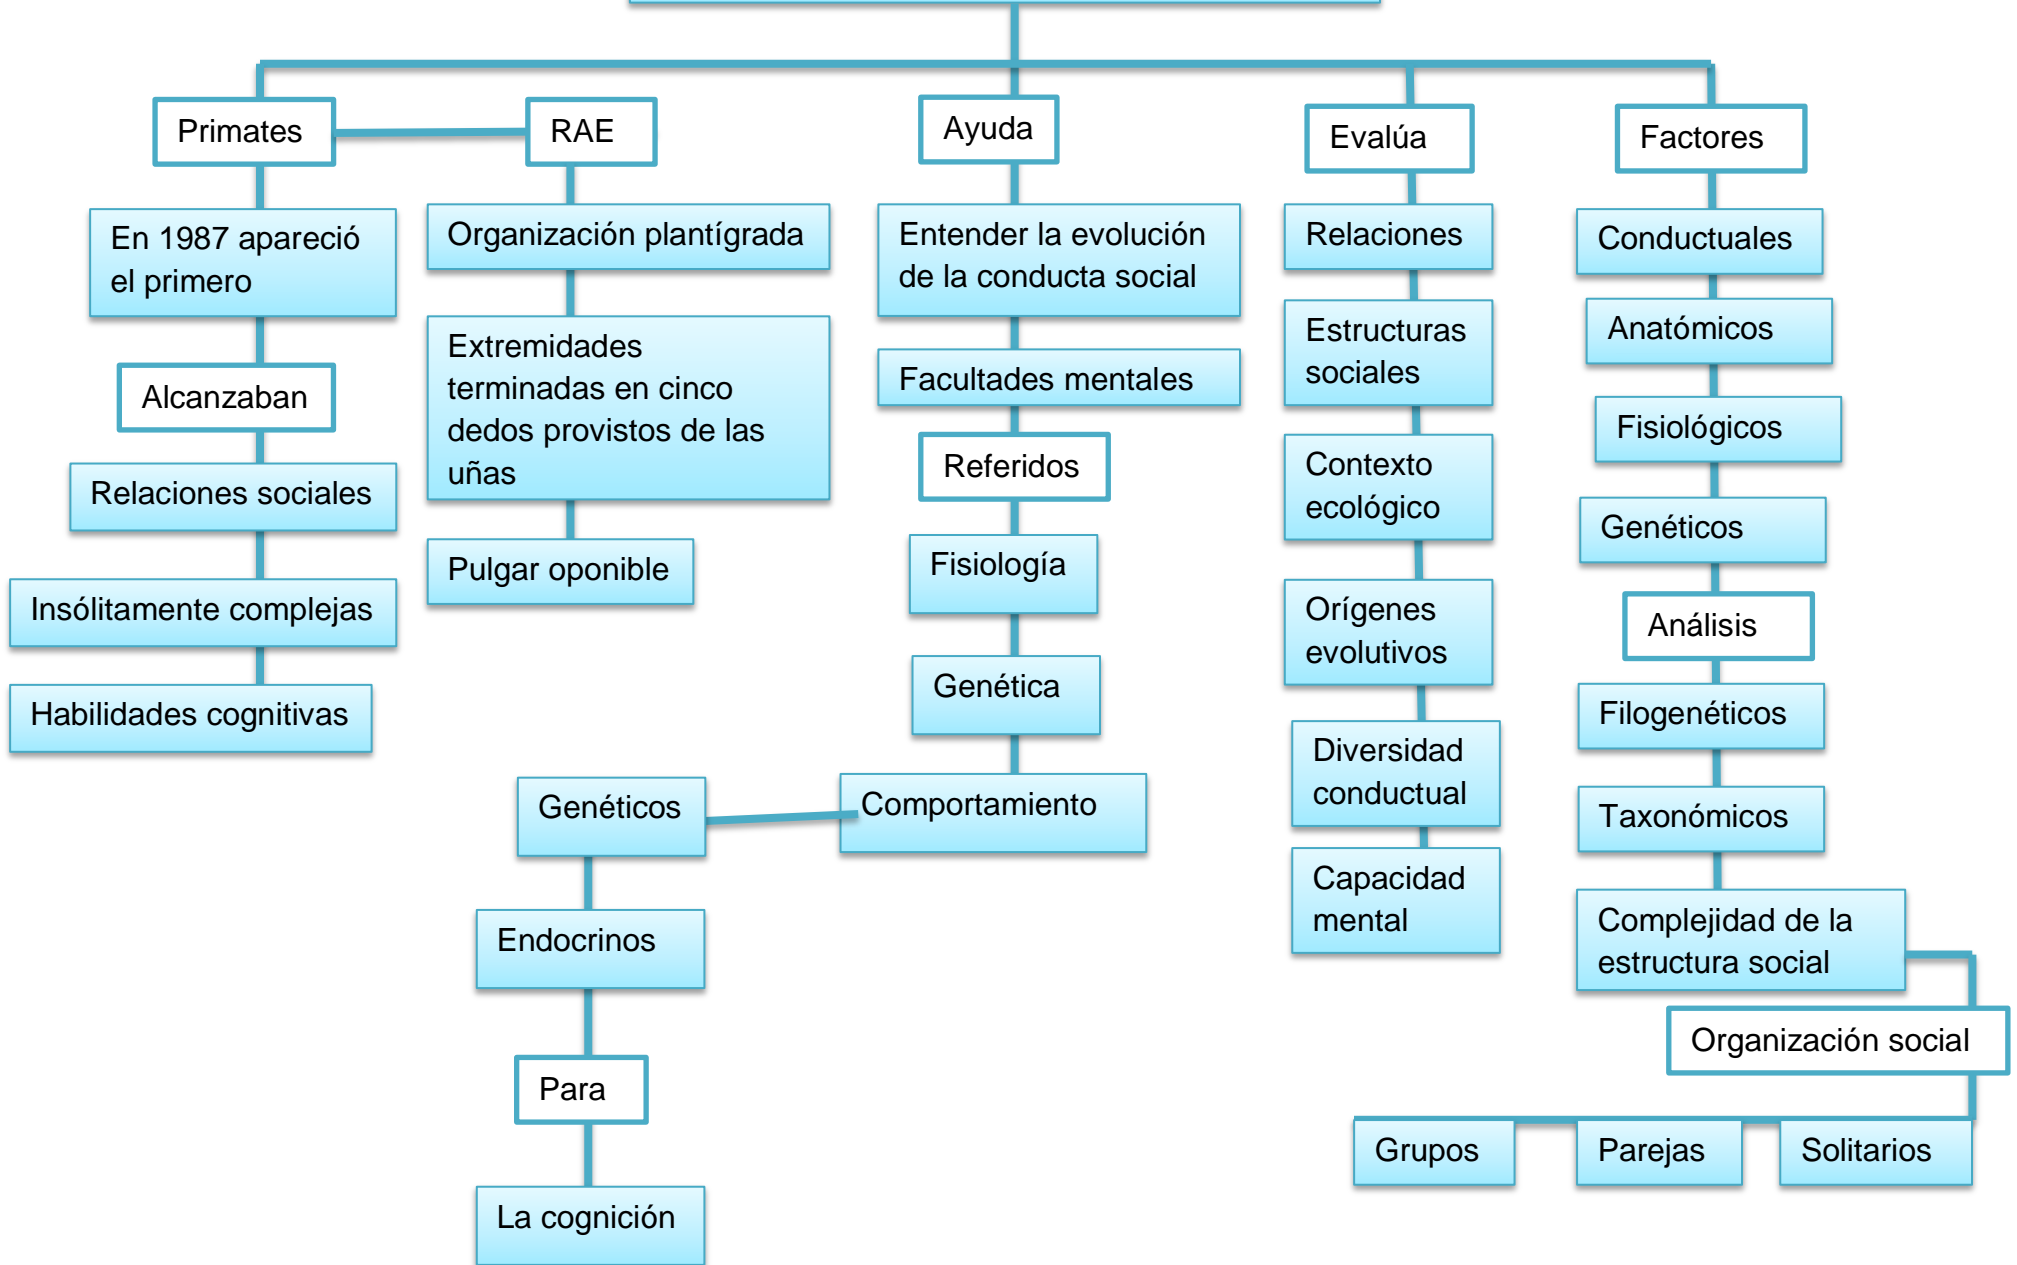 Primates
RAE
Ayuda
Evalúa
Factores
En 1987 apareció
el primero
Alcanzaban
Relaciones sociales
Insólitamente complejas
Habilidades cognitivas
Organización plantígrada
Extremidades
terminadas en cinco
dedos provistos de las
uñas
Pulgar oponible
Entender la evolución
de la conducta social
Facultades mentales
Referidos
Fisiología
Genética
Comportamiento
Genéticos
Endocrinos
Para
La cognición
Relaciones
Estructuras
sociales
Contexto
ecológico
Orígenes
evolutivos
Diversidad
conductual
Capacidad
mental
Conductuales
Anatómicos
Fisiológicos
Genéticos
Análisis
Filogenéticos
Taxonómicos
Complejidad de la
estructura social
Organización social
Grupos
Parejas
Solitarios